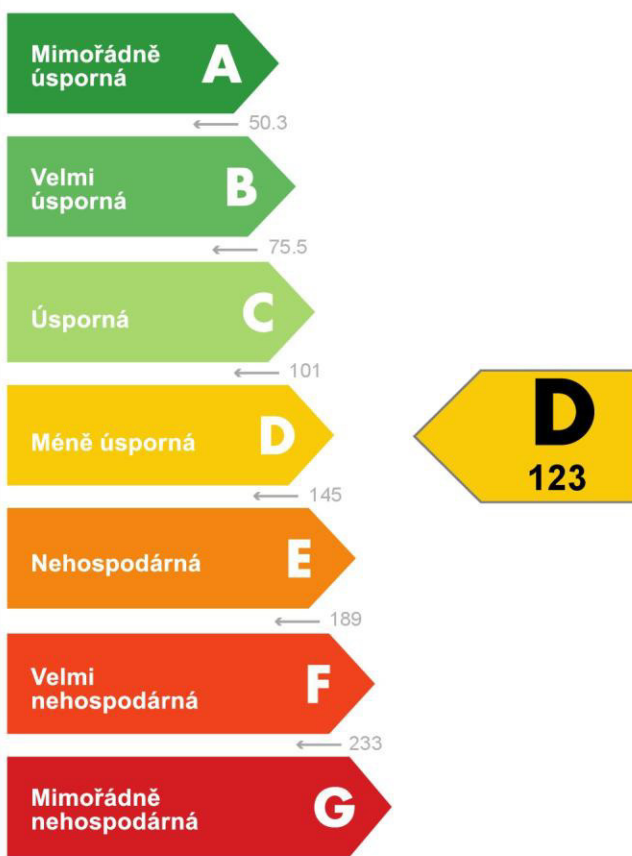 Mimořádně
úsporná
A
50.3
Velmi
úsporná
B
75.5
Úsporná
C
101
Méně úsporná
D
145
D
123
Nehospodárná
E
189
Velmi
nehospodárná
F
233
Mimořádně
nehospodárná
G